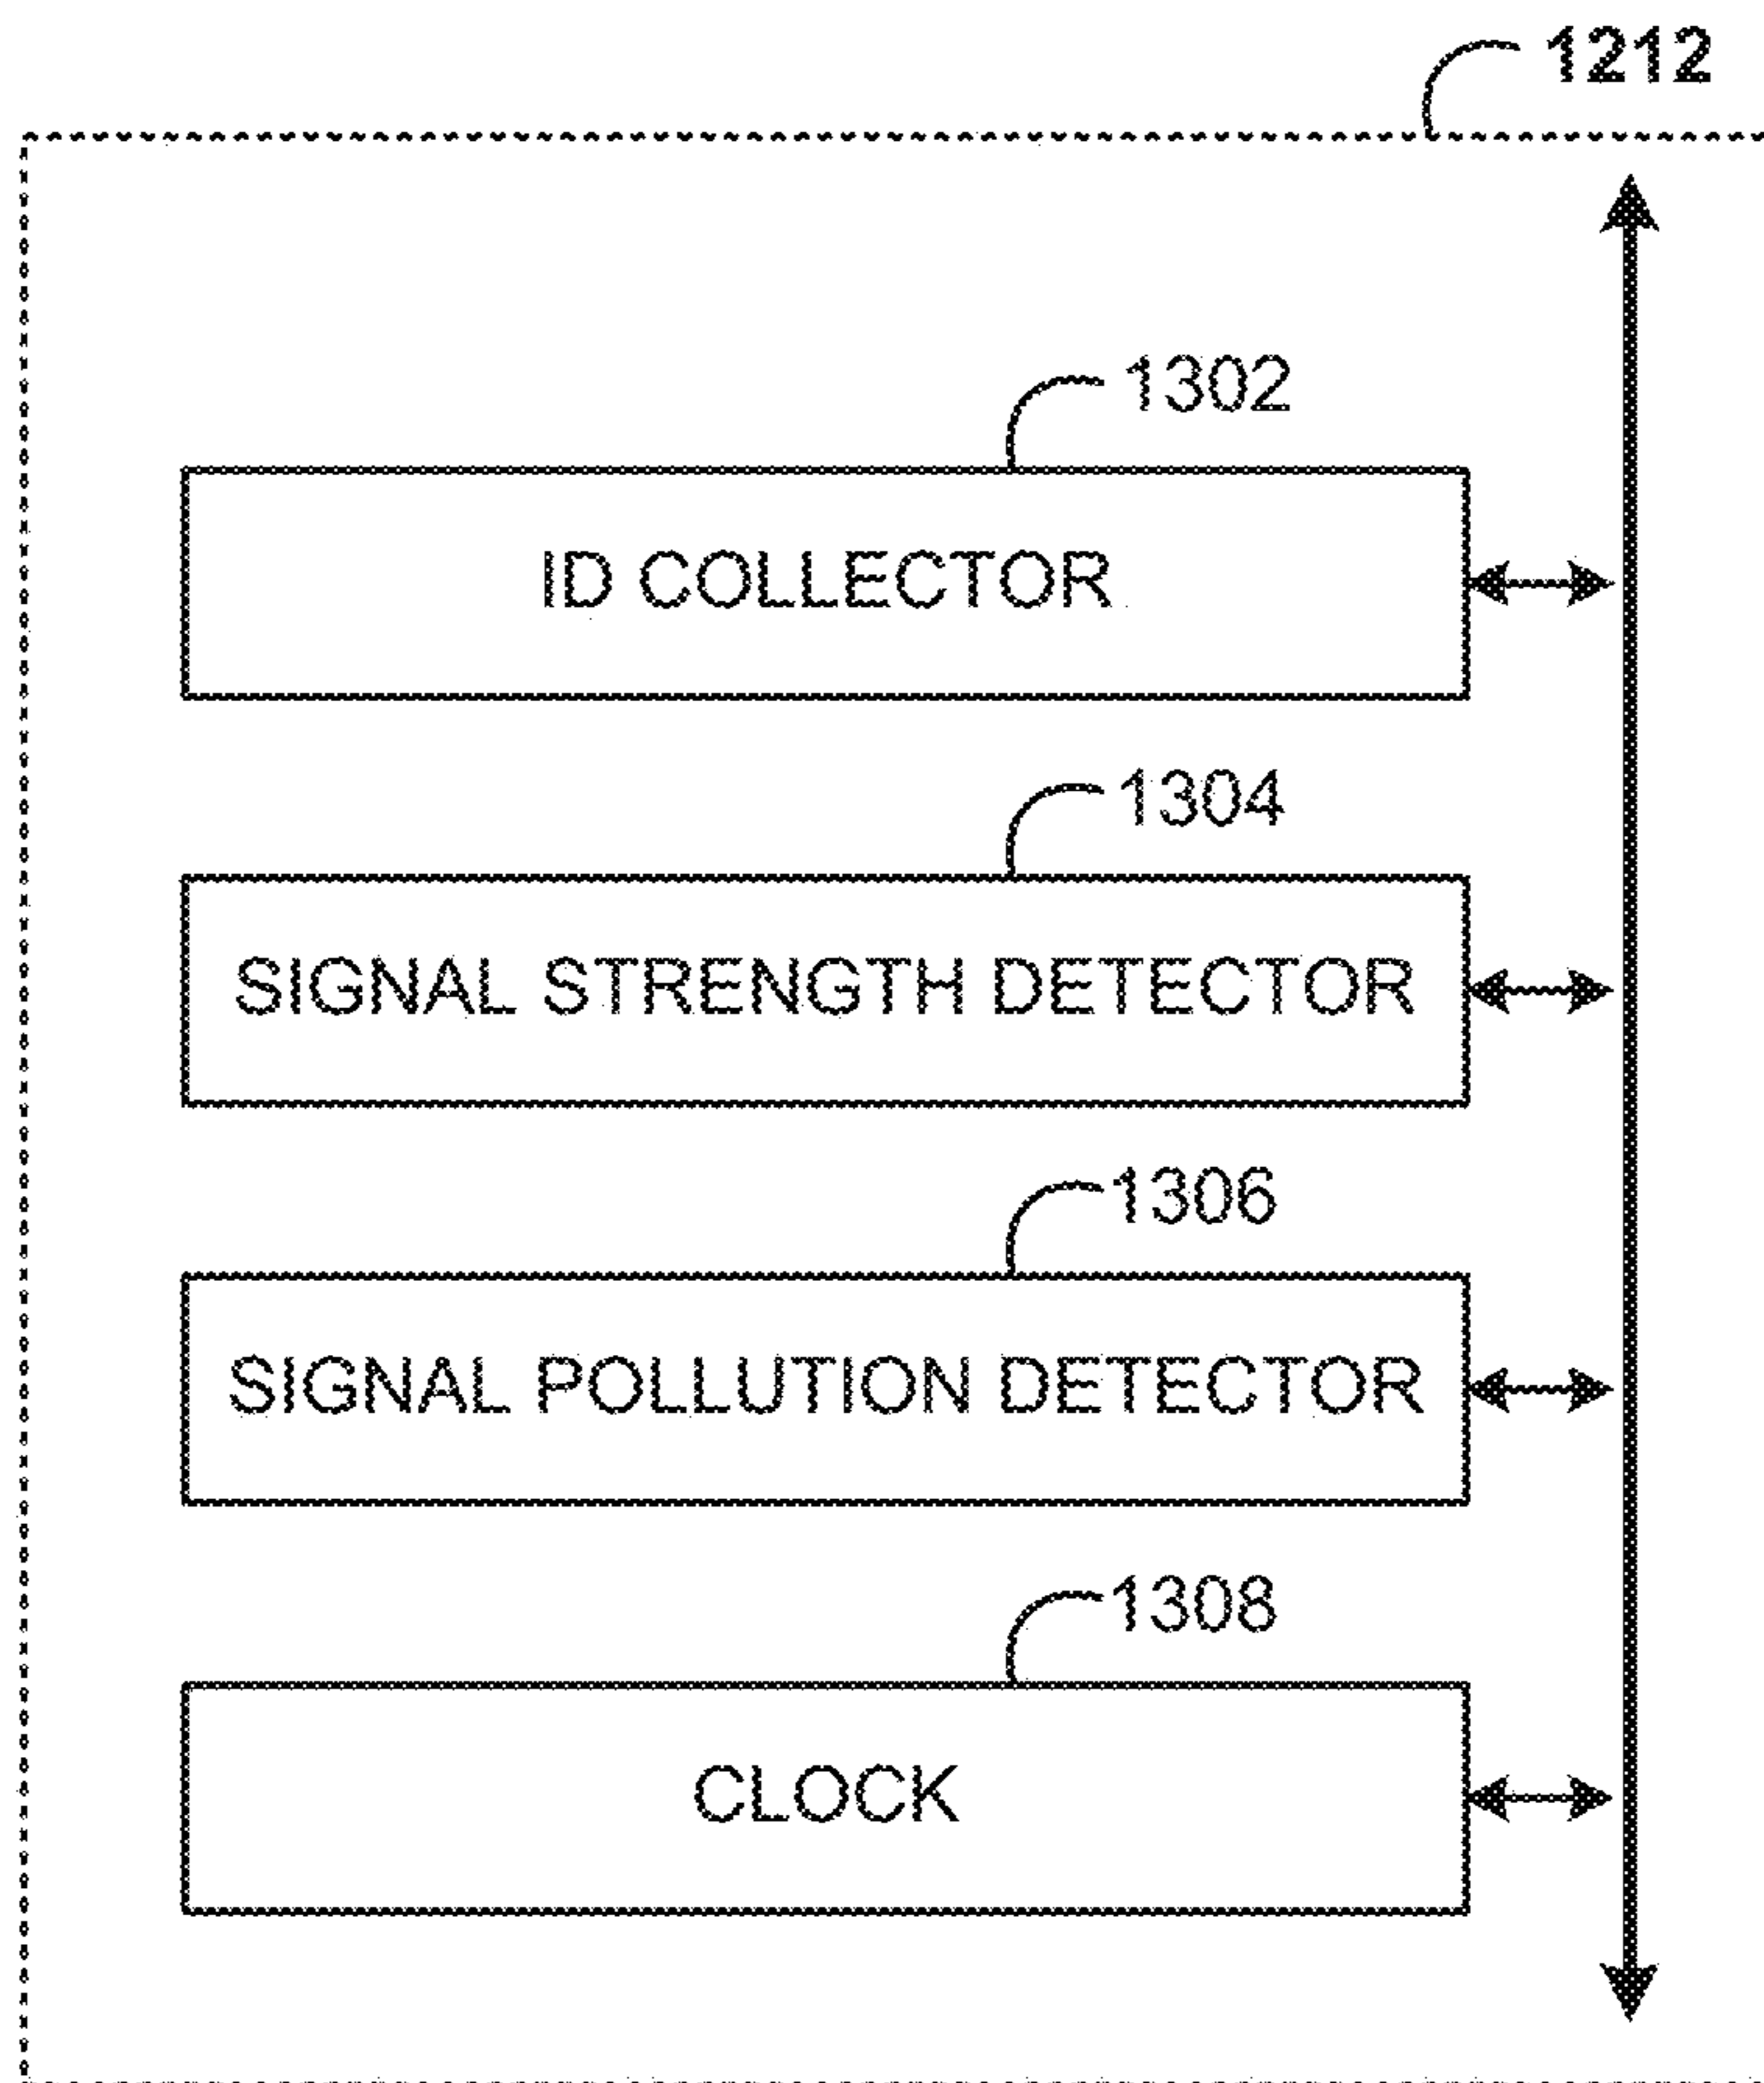 1212
1302
ID COLLECTOR
1304
SIGNAL STRENGTH DETECTOR
1306
SIGNAL POLLUTION DETECTOR
1308
CLOCK